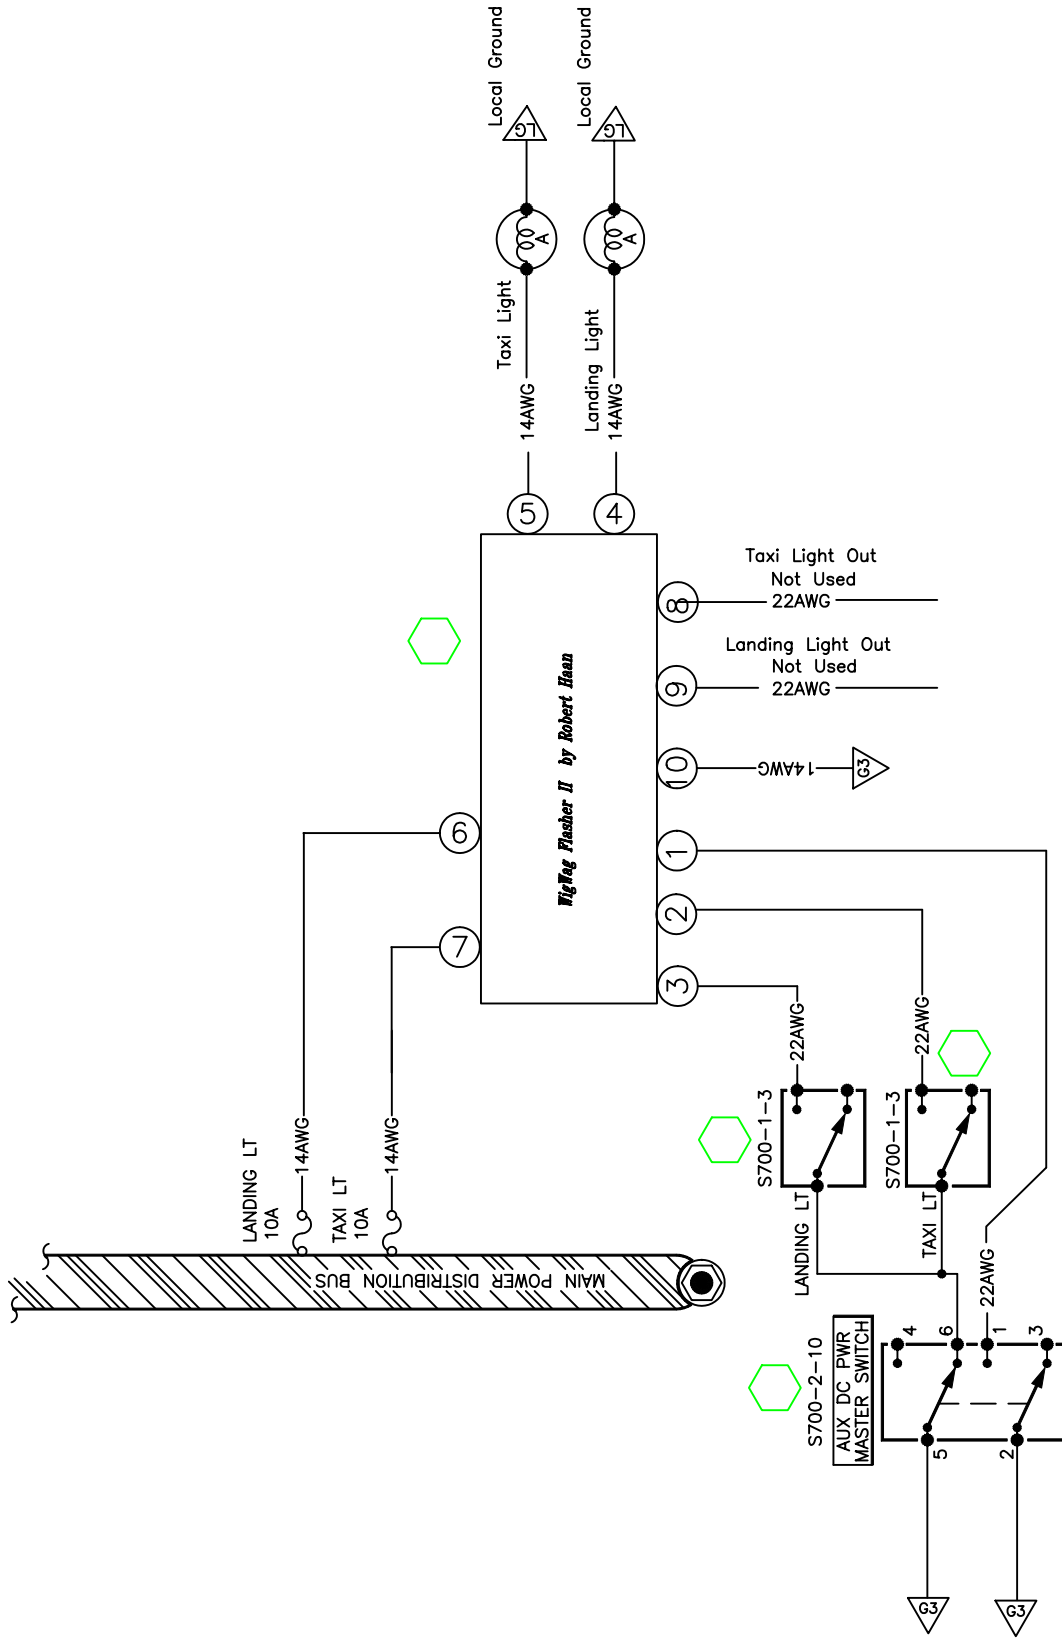 Local Ground
Local Ground
LG
LG
A
A
Taxi Light
Landing Light
14AWG
14AWG
5
4
Taxi Light Out
Not Used
22AWG
8
Landing Light Out
Not Used
22AWG
9
WigWag Flasher II by Robert Haan
10
14AWG
G3
6
7
1
2
3
22AWG
22AWG
LANDING LT
10A
14AWG
TAXI LT
10A
14AWG
S700-1-3
LANDING LT
S700-1-3
TAXI LT
MAIN POWER DISTRIBUTION BUS
22AWG
S700-2-10
AUX DC PWR
MASTER SWITCH
4
6
1
3
5
2
G3
G3